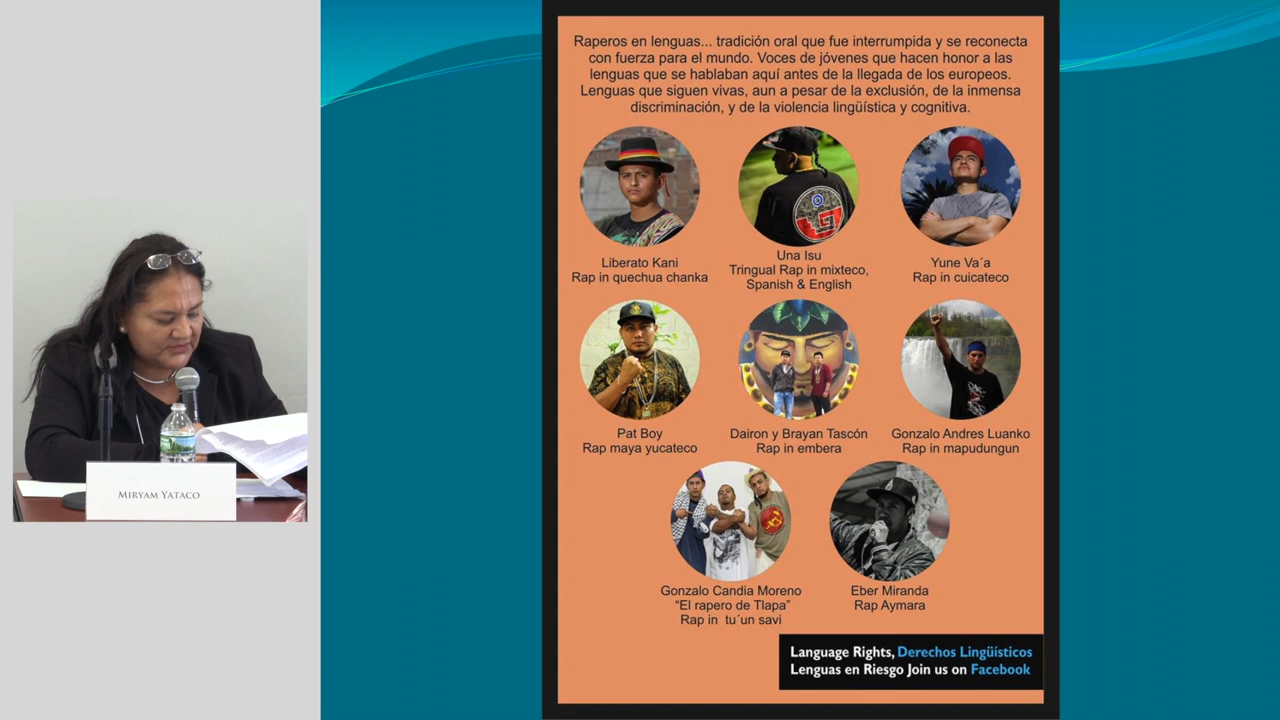 Raperos en lenguas... tradición oral que fue interrumpida y se reconecta
con fuerza para el mundo. Voces de jóvenes que hacen honor a las
lenguas que se hablaban aquí antes de la llegada de los europeos.
Lenguas que siguen vivas, aun a pesar de la exclusión, de la inmensa
discriminación, y de la violencia lingüística y cognitiva.
Liberato Kani
Rap in quechua chanka
Una Isu
Tringual Rap in mixteco,
Spanish & English
Yune Va´a
Rap in cuicateco
Pat Boy
Rap maya yucateco
Dairon y Brayan Tascón
Rap in embera
Gonzalo Andres Luanko
Rap in mapudungun
Gonzalo Candia Moreno
“El rapero de Tlapa”
Rap in tu´un savi
Eber Miranda
Rap Aymara
Language Rights, Derechos Lingüísticos
Lenguas en Riesgo Join us on Facebook
Miryam Yataco